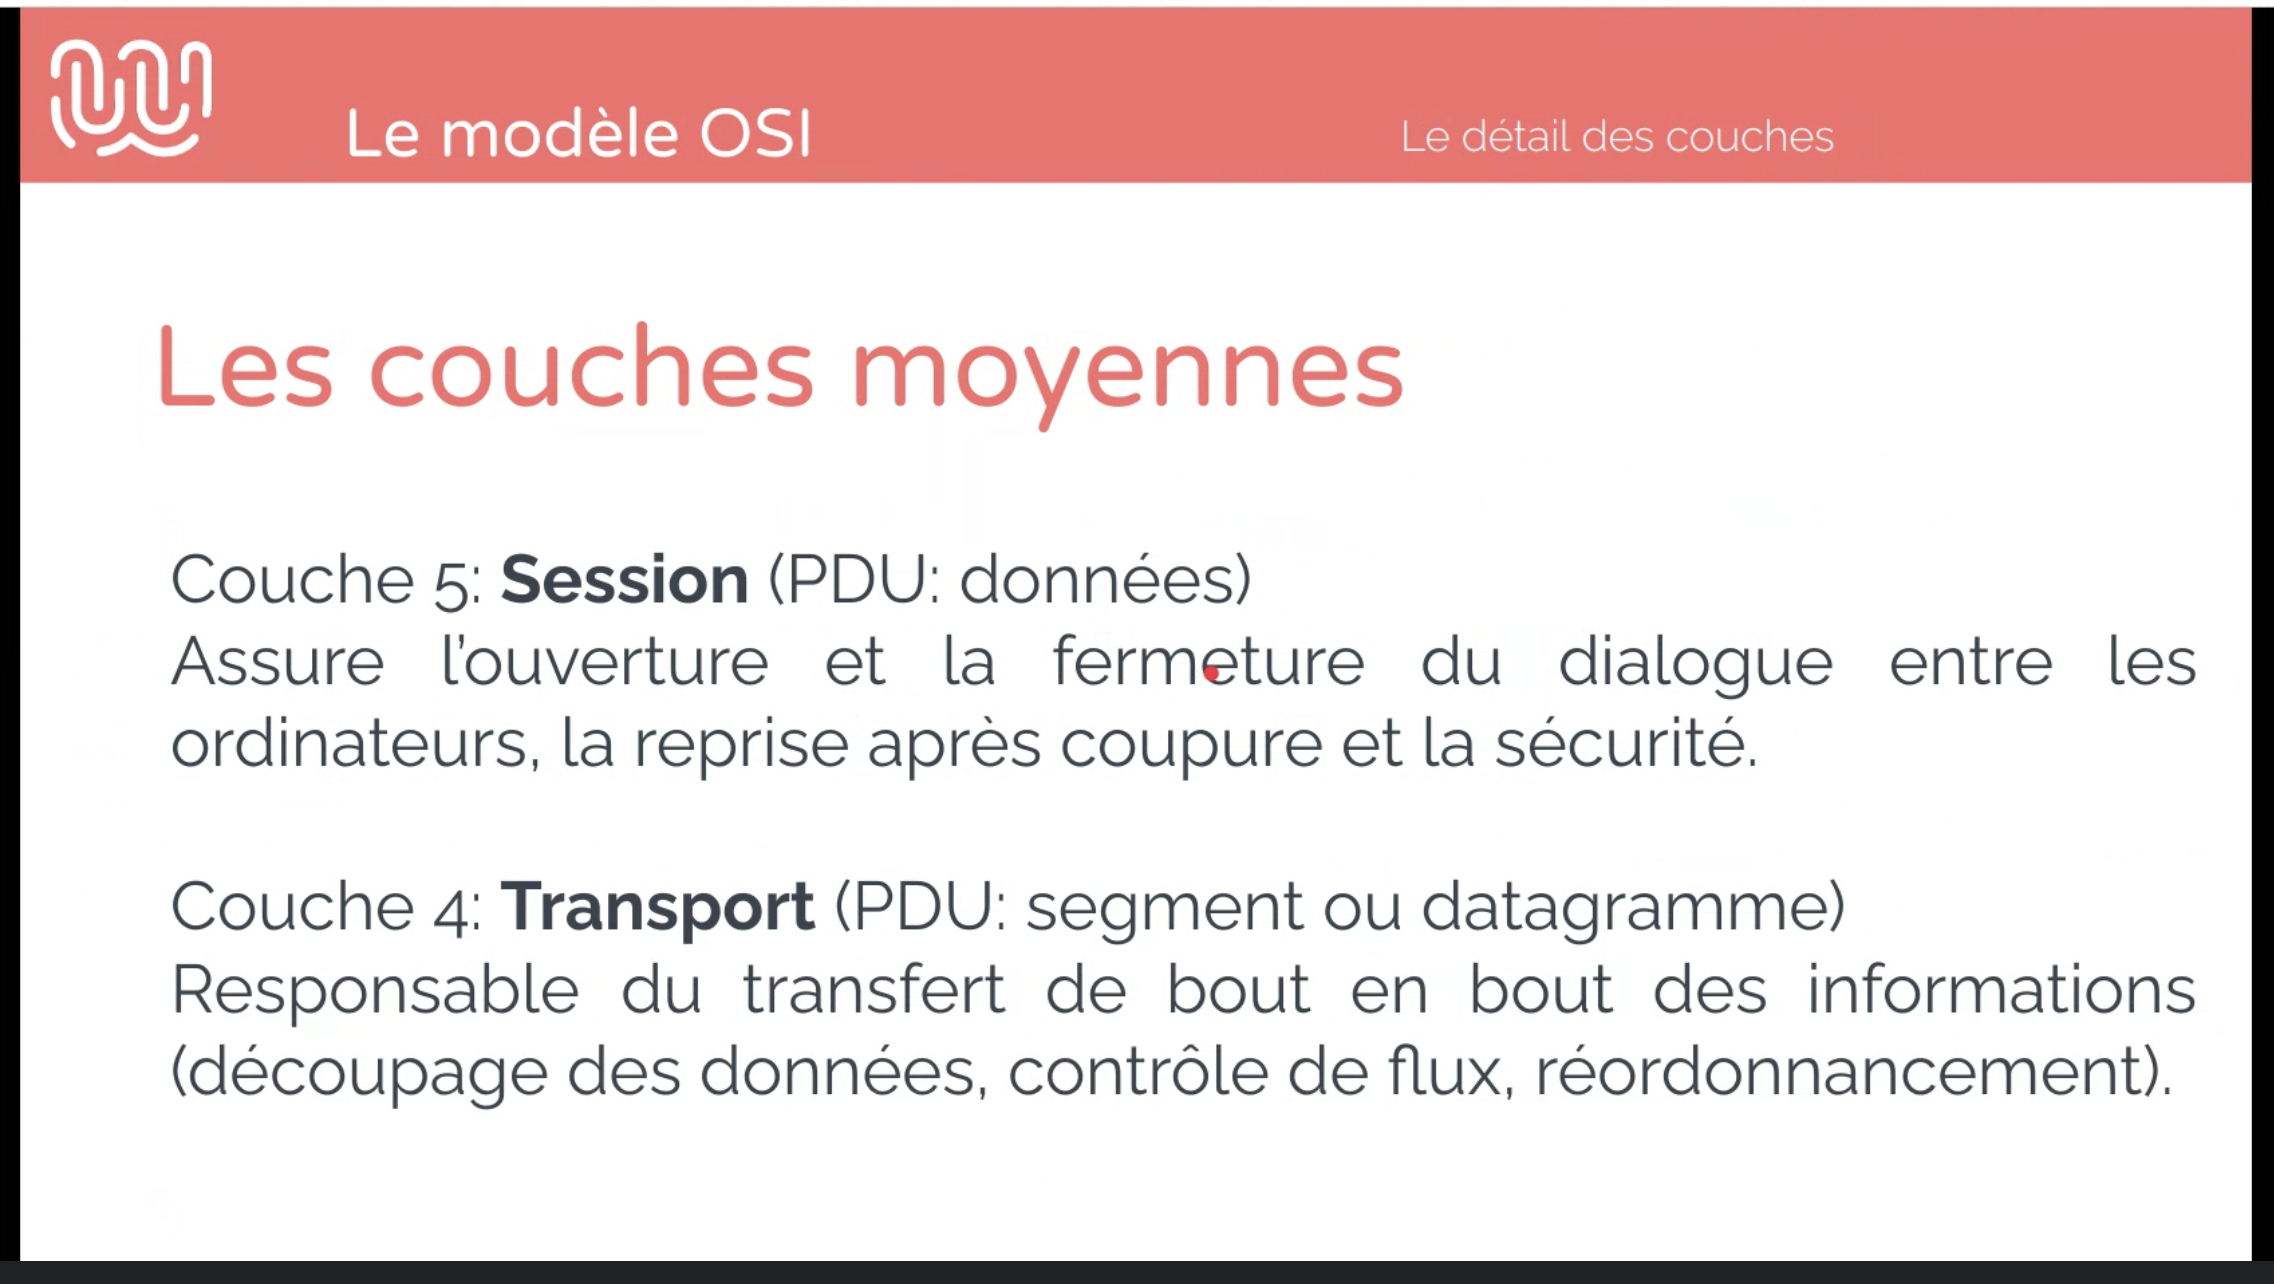 Le modèle OSI
Le détail des couches
Les couches moyennes
Couche 5: Session (PDU: données)
Assure l’ouverture et la fermeture du dialogue entre les
ordinateurs, la reprise après coupure et la sécurité.
Couche 4: Transport (PDU: segment ou datagramme)
Responsable du transfert de bout en bout des informations
(découpage des données, contrôle de flux, réordonnancement).